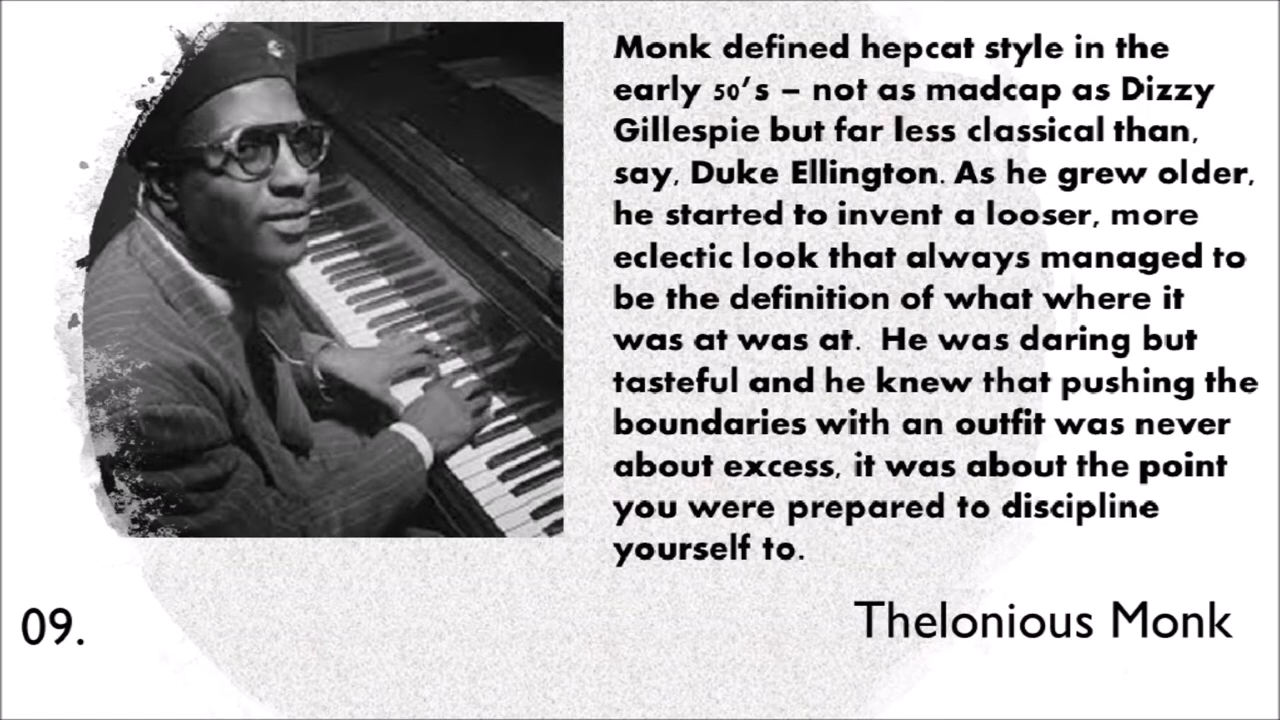 Monk defined hepcat style in the
early 50's – not as madcap as Dizzy
Gillespie but far less classical than,
say, Duke Ellington. As he grew older,
he started to invent a looser, more
eclectic look that always managed to
be the definition of what where it
was at was at.  He was daring but
tasteful and he knew that pushing the
boundaries with an outfit was never
about excess, it was about the point
you were prepared to discipline
yourself to.
09.
Thelonious Monk